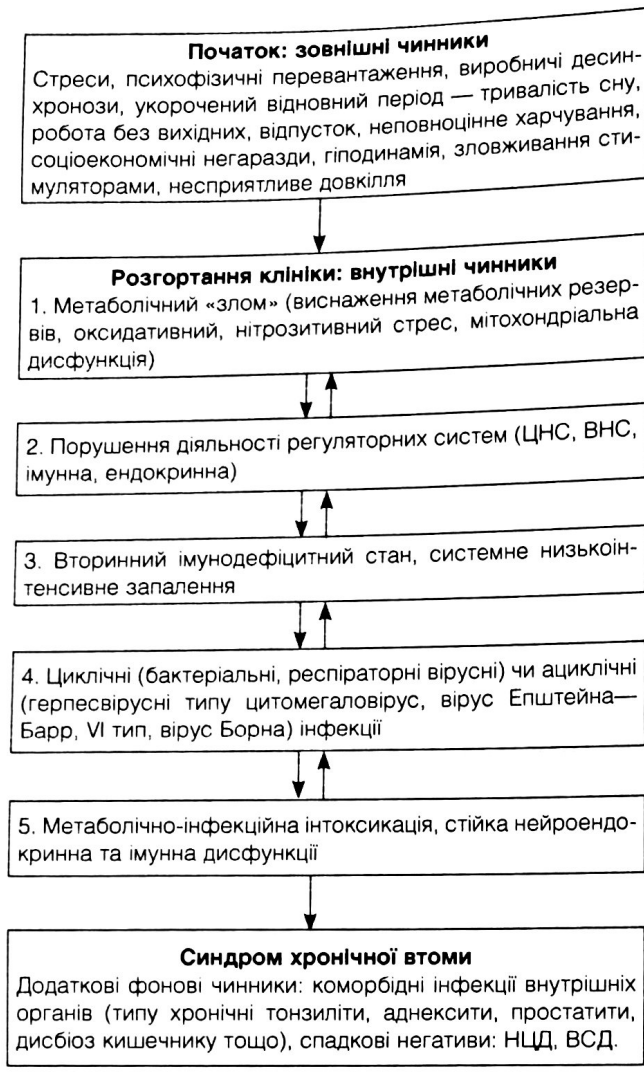 Початок: зовнішні чинники
Стреси, психофізичні перевантаження, виробничі десин-
хронози, укорочений відновний період — тривалість сну,
робота без вихідних, відпусток, неповноцінне харчування,
соціоекономічні негаразди, гіподинамія, зловживання сти-
муляторами, несприятливе довкілля
Розгортання клініки: внутрішні чинники
1. Метаболічний «злом» (виснаження метаболічних резер-
вів, оксидативний, нітрозитивний стрес, мітохондріальна
дисфункція)
2. Порушення діяльності регуляторних систем (ЦНС, ВНС,
імунна, ендокринна)
3. Вторинний імунодефіцитний стан, системне низькоін-
тенсивне запалення
4. Циклічні (бактеріальні, респіраторні вірусні) чи ациклічні
(герпесвірусні типу цитомегаловірус, вірус Епштейна—
Барр, VI тип, вірус Борна) інфекції
5. Метаболічно-інфекційна інтоксикація, стійка нейроендо-
кринна та імунна дисфункції
Синдром хронічної втоми
Додаткові фонові чинники: коморбідні інфекції внутрішніх
органів (типу хронічні тонзиліти, аднексити, простатити,
дисбіоз кишечнику тощо), спадкові негативи: НЦД, ВСД.